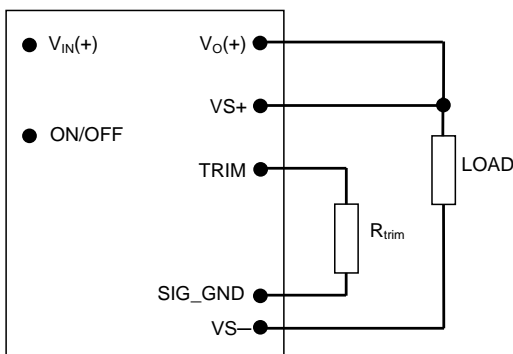 V_IN(+)
V_O(+)
VS+
ON/OFF
TRIM
LOAD
R_trim
SIG_GND
VS─